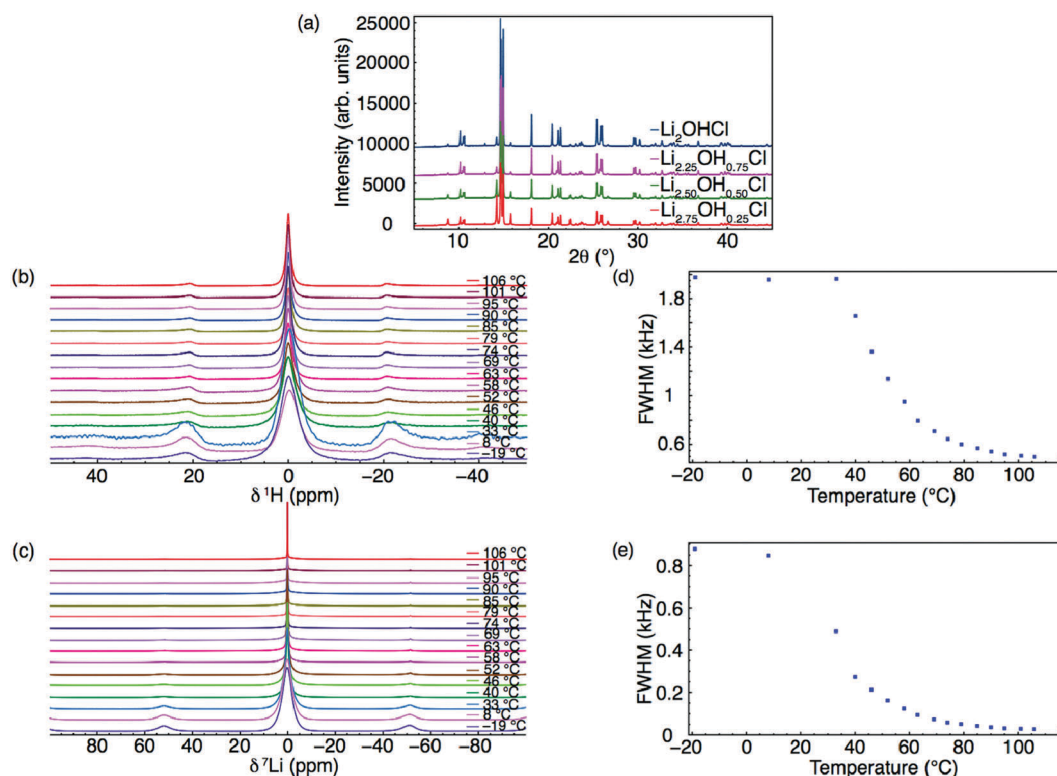 (a)
Intensity (arb. units)
25000
20000
15000
10000
5000
0
Li2OHCl
Li2.25OH0.75Cl
Li2.50OH0.50Cl
Li2.75OH0.25Cl
10 20 30 40
2θ (°)
(b)
106 °C
101 °C
95 °C
90 °C
85 °C
79 °C
74 °C
69 °C
63 °C
58 °C
52 °C
46 °C
40 °C
33 °C
8 °C
–19 °C
40 20 0 −20 −40
δ 1H (ppm)
(d)
FWHM (kHz)
1.8
1.4
1
0.6
−20 0 20 40 60 80 100
Temperature (°C)
(c)
106 °C
101 °C
95 °C
90 °C
85 °C
79 °C
74 °C
69 °C
63 °C
58 °C
52 °C
46 °C
40 °C
33 °C
8 °C
–19 °C
80 60 40 20 0 −20 −40 −60 −80
δ 7Li (ppm)
(e)
FWHM (kHz)
0.8
0.6
0.4
0.2
0
−20 0 20 40 60 80 100
Temperature (°C)